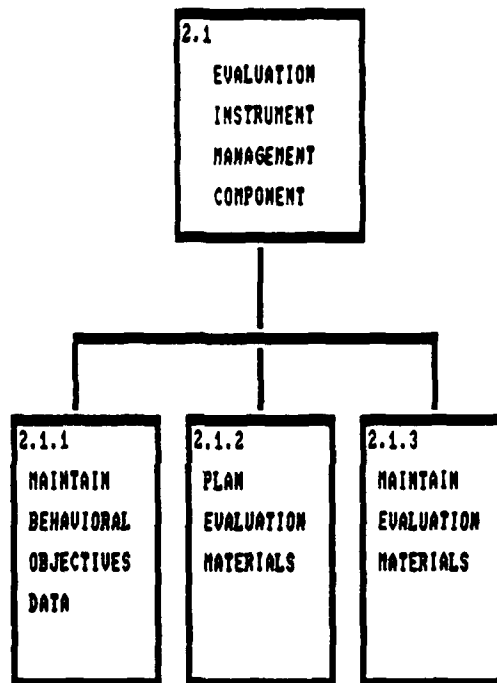 2.1
EVALUATION
INSTRUMENT
MANAGEMENT
COMPONENT
2.1.1
MAINTAIN
BEHAVIORAL
OBJECTIVES
DATA
2.1.2
PLAN
EVALUATION
MATERIALS
2.1.3
MAINTAIN
EVALUATION
MATERIALS